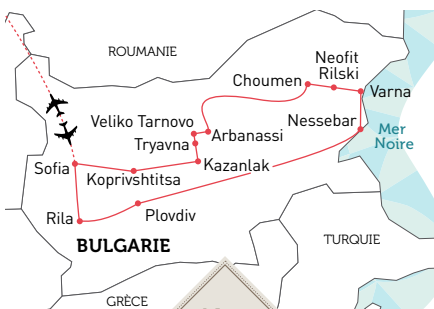 ROUMANIE
Neofit
Rilski
Choumen
Varna
Veliko Tarnovo
Arbanassi
Nessebar
Mer
Noire
Tryavna
Sofia
Kazanlak
Koprivshtitsa
Rila
Plovdiv
BULGARIE
TURQUIE
GRÈCE